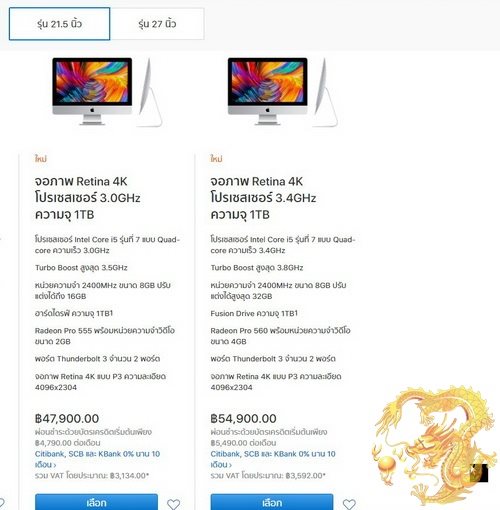 รุ่น 21.5 นิ้ว
รุ่น 27 นิ้ว
ใหม่
จอภาพ Retina 4K
โปรเซสเซอร์ 3.0GHz
ความจุ 1TB
โปรเซสเซอร์ Intel Core i5 รุ่นที่ 7 แบบ Quad-
core ความเร็ว 3.0GHz
Turbo Boost สูงสุด 3.5GHz
หน่วยความจำ 2400MHz ขนาด 8GB ปรับ
แต่งได้ถึง 16GB
ฮาร์ดไดรฟ์ ความจุ 1TB1
Radeon Pro 555 พร้อมหน่วยความจำวิดีโอ
ขนาด 2GB
พอร์ต Thunderbolt 3 จำนวน 2 พอร์ต
จอภาพ Retina 4K แบบ P3 ความละเอียด
4096x2304
฿47,900.00
ผ่อนชำระด้วยบัตรเครดิตเริ่มต้นเพียง
฿4,790.00 ต่อเดือน
Citibank, SCB และ KBank 0% นาน 10
เดือน ›
รวม VAT โดยประมาณ: ฿3,134.00*
เลือก
ใหม่
จอภาพ Retina 4K
โปรเซสเซอร์ 3.4GHz
ความจุ 1TB
โปรเซสเซอร์ Intel Core i5 รุ่นที่ 7 แบบ Quad-
core ความเร็ว 3.4GHz
Turbo Boost สูงสุด 3.8GHz
หน่วยความจำ 2400MHz ขนาด 8GB ปรับ
แต่งได้สูงสุด 32GB
Fusion Drive ความจุ 1TB1
Radeon Pro 560 พร้อมหน่วยความจำวิดีโอ
ขนาด 4GB
พอร์ต Thunderbolt 3 จำนวน 2 พอร์ต
จอภาพ Retina 4K แบบ P3 ความละเอียด
4096x2304
฿54,900.00
ผ่อนชำระด้วยบัตรเครดิตเริ่มต้นเพียง
฿5,490.00 ต่อเดือน
Citibank, SCB และ KBank 0% นาน 10
เดือน ›
รวม VAT โดยประมาณ: ฿3,592.00*
เลือก